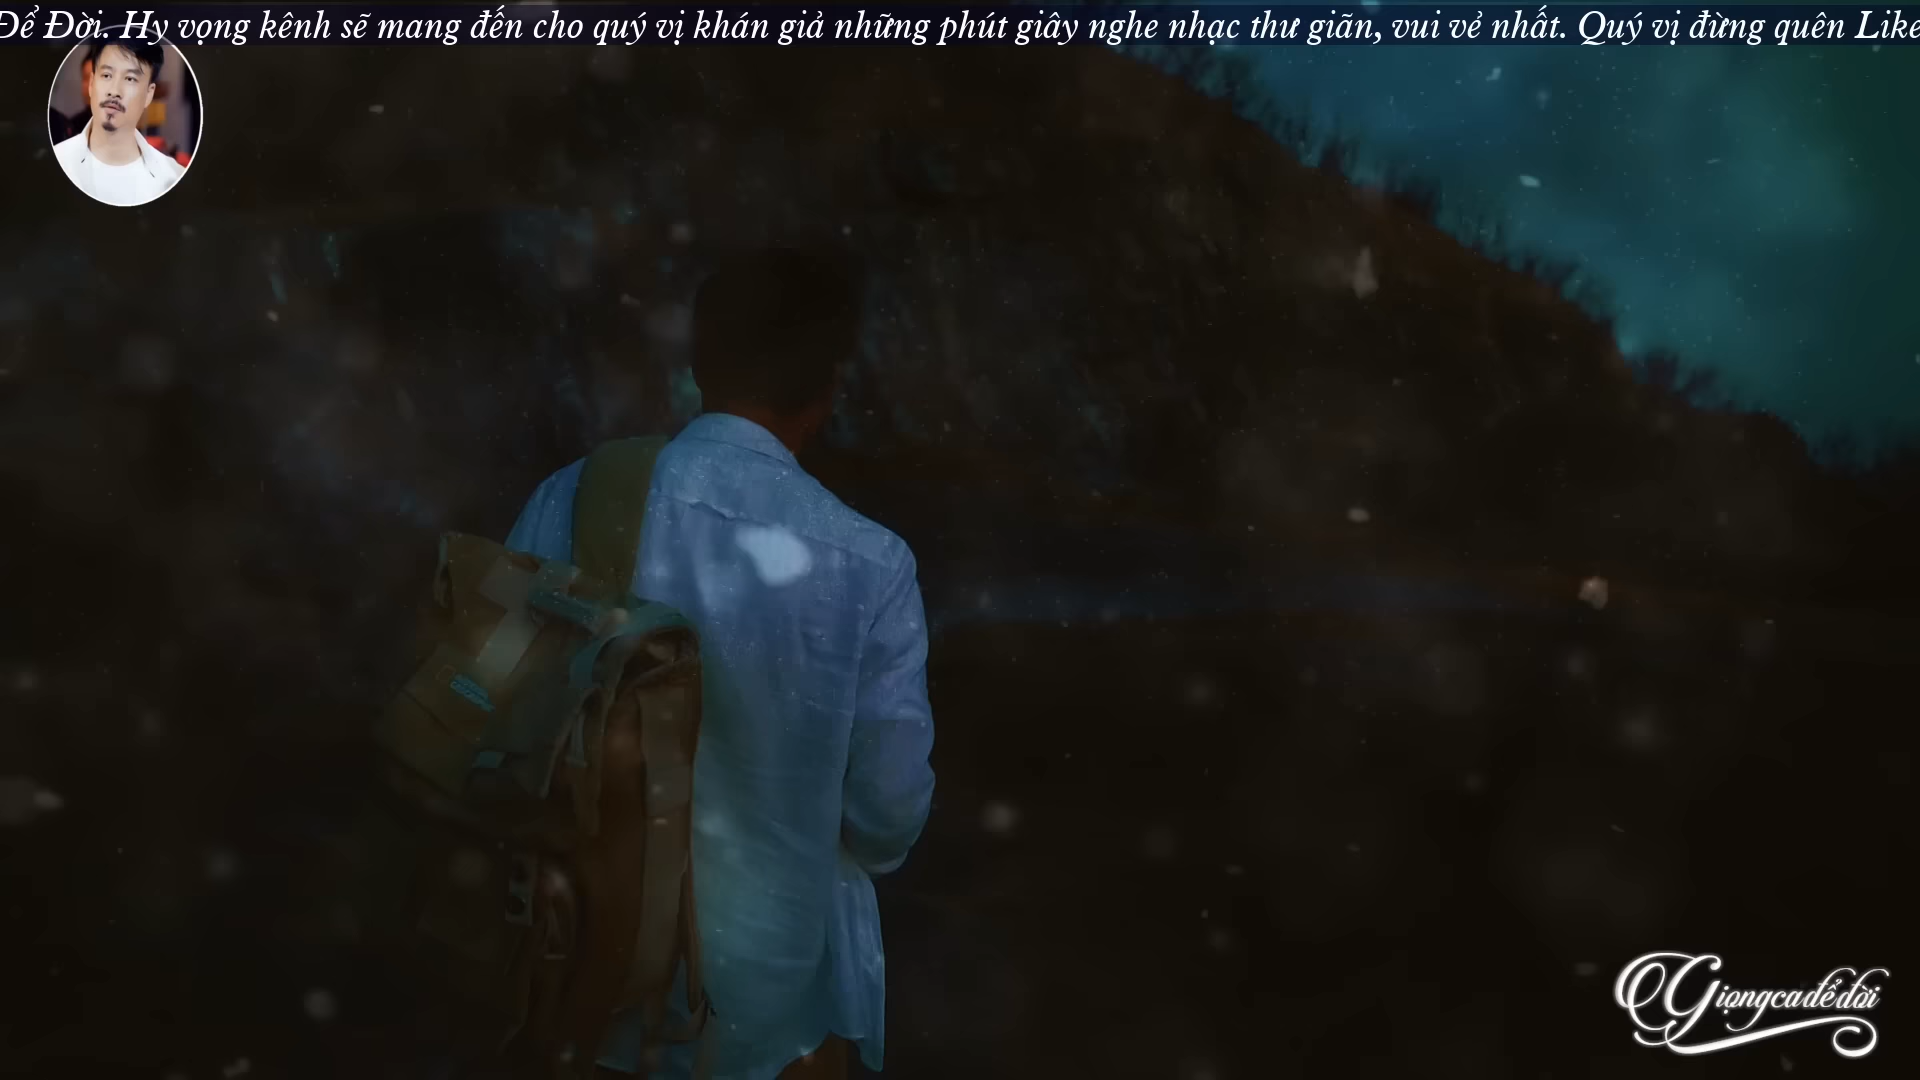 Để Đời. Hy vọng kênh sẽ mang đến cho quý vị khán giả những phút giây nghe nhạc thư giãn, vui vẻ nhất. Quý vị đừng quên Like
Giọngcađểđời